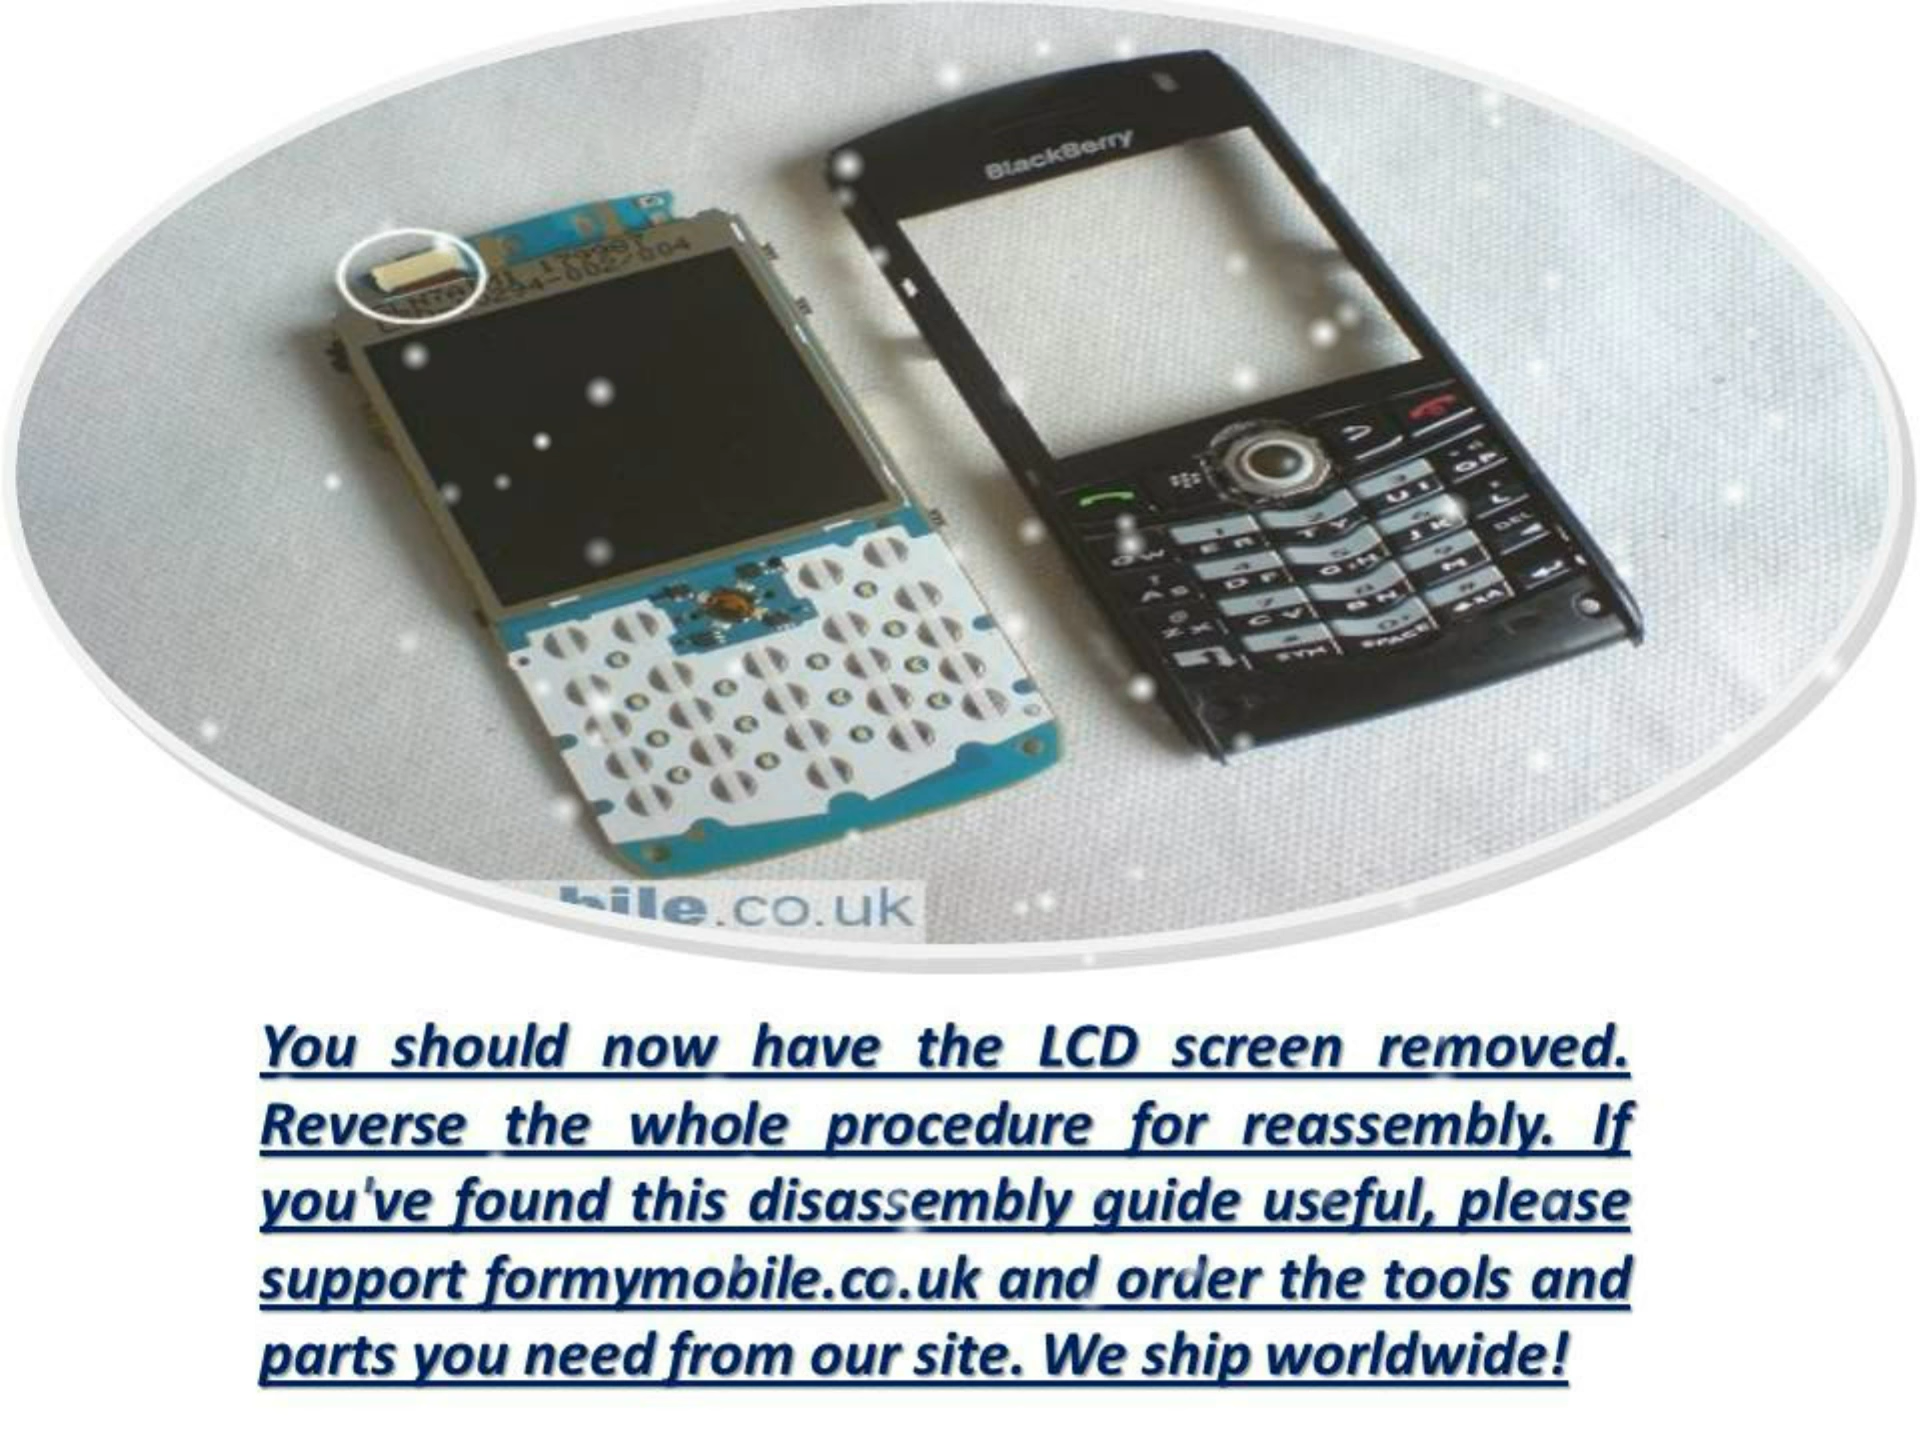 BlackBerry
bile.co.uk
You should now have the LCD screen removed.
Reverse the whole procedure for reassembly. If
you've found this disassembly guide useful, please
support formymobile.co.uk and order the tools and
parts you need from our site. We ship worldwide!